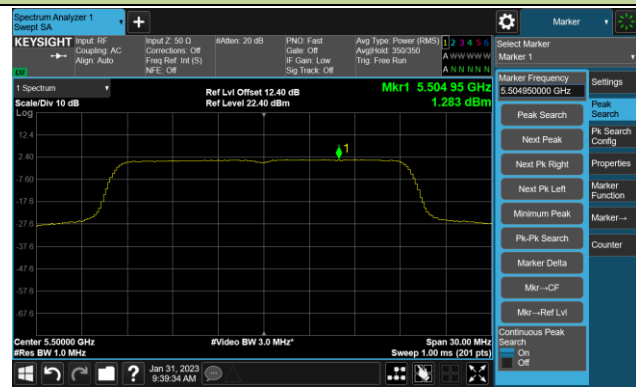 Spectrum Analyzer 1
Swept SA
KEYSIGHT
Input: RF
Coupling: AC
Align: Auto
Input Z: 50 Ω
Corrections: Off
Freq Ref: Int (S)
NFE: Off
#Atten: 20 dB
PNO: Fast
Gate: Off
IF Gain: Low
Sig Track: Off
Avg Type: Power (RMS)
Avg|Hold: 350/350
Trig: Free Run
1 2 3 4 5 6
A W W W W W
A N N N N N
1 Spectrum
Scale/Div 10 dB
Log
Ref Lvl Offset 12.40 dB
Ref Level 22.40 dBm
Mkr1 5.504 95 GHz
1.283 dBm
12.4
2.40
-7.60
-17.6
-27.6
-37.6
-47.6
-57.6
-67.6
1
Center 5.50000 GHz
#Res BW 1.0 MHz
#Video BW 3.0 MHz*
Span 30.00 MHz
Sweep 1.00 ms (201 pts)
Jan 31, 2023
9:39:34 AM
Marker
Select Marker
Marker 1
Marker Frequency
5.504950000 GHz
Peak Search
Next Peak
Next Pk Right
Next Pk Left
Minimum Peak
Pk-Pk Search
Marker Delta
Mkr→CF
Mkr→Ref Lvl
Continuous Peak
Search
On
Off
Settings
Peak
Search
Pk Search
Config
Properties
Marker
Function
Marker→
Counter